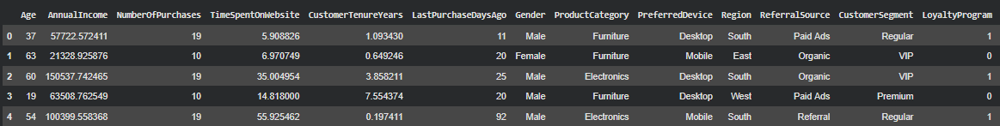 Age AnnualIncome NumberOfPurchases TimeSpentOnWebsite CustomerTenureYears LastPurchaseDaysAgo Gender ProductCategory PreferredDevice Region ReferralSource CustomerSegment LoyaltyProgram
0 37 57722.572411 19 5.908826 1.093430 11 Male Furniture Desktop South Paid Ads Regular 1
1 63 21328.925876 10 6.970749 0.649246 20 Female Furniture Mobile East Organic VIP 0
2 60 150537.742465 19 35.004954 3.858211 25 Male Electronics Desktop South Organic VIP 1
3 19 63508.762549 10 14.818000 7.554374 20 Male Furniture Desktop West Paid Ads Premium 0
4 54 100399.558368 19 55.925462 0.197411 92 Male Electronics Mobile South Referral Regular 1